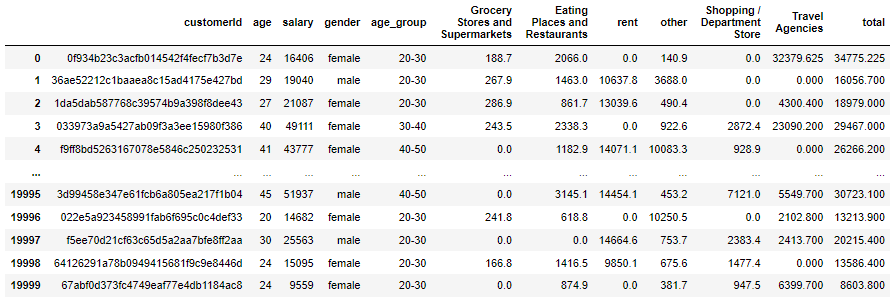 customerId age salary gender age_group Grocery Stores and Supermarkets Eating Places and Restaurants rent other Shopping / Department Store Travel Agencies total
0 0f934b23c3acfb014542f4fecf7b3d7e 24 16406 female 20-30 188.7 2066.0 0.0 140.9 0.0 32379.625 34775.225
1 36ae52212c1baaea8c15ad4175e427bd 29 19040 male 20-30 267.9 1463.0 10637.8 3688.0 0.0 0.000 16056.700
2 1da5dab587768c39574b9a398f8dee43 27 21087 female 20-30 286.9 861.7 13039.6 490.4 0.0 4300.400 18979.000
3 033973a9a5427ab09f3a3ee15980f386 40 49111 female 30-40 243.5 2338.3 0.0 922.6 2872.4 23090.200 29467.000
4 f9ff8bd5263167078e5846c250232531 41 43777 female 40-50 0.0 1182.9 14071.1 10083.3 928.9 0.000 26266.200
... ... ... ... ... ... ... ... ... ... ... ... ...
19995 3d99458e347e61fcb6a805ea217f1b04 45 51937 male 40-50 0.0 3145.1 14454.1 453.2 7121.0 5549.700 30723.100
19996 022e5a923458991fab6f695c0c4def33 20 14682 female 20-30 241.8 618.8 0.0 10250.5 0.0 2102.800 13213.900
19997 f5ee70d21cf63c65d5a2aa7bfe8ff2aa 30 25563 male 20-30 0.0 0.0 14664.6 753.7 2383.4 2413.700 20215.400
19998 64126291a78b0949415681f9c9e8446d 24 15095 female 20-30 166.8 1416.5 9850.1 675.6 1477.4 0.000 13586.400
19999 67abf0d373fc4749eaf77e4db1184ac8 24 9559 female 20-30 0.0 874.9 0.0 381.7 947.5 6399.700 8603.800